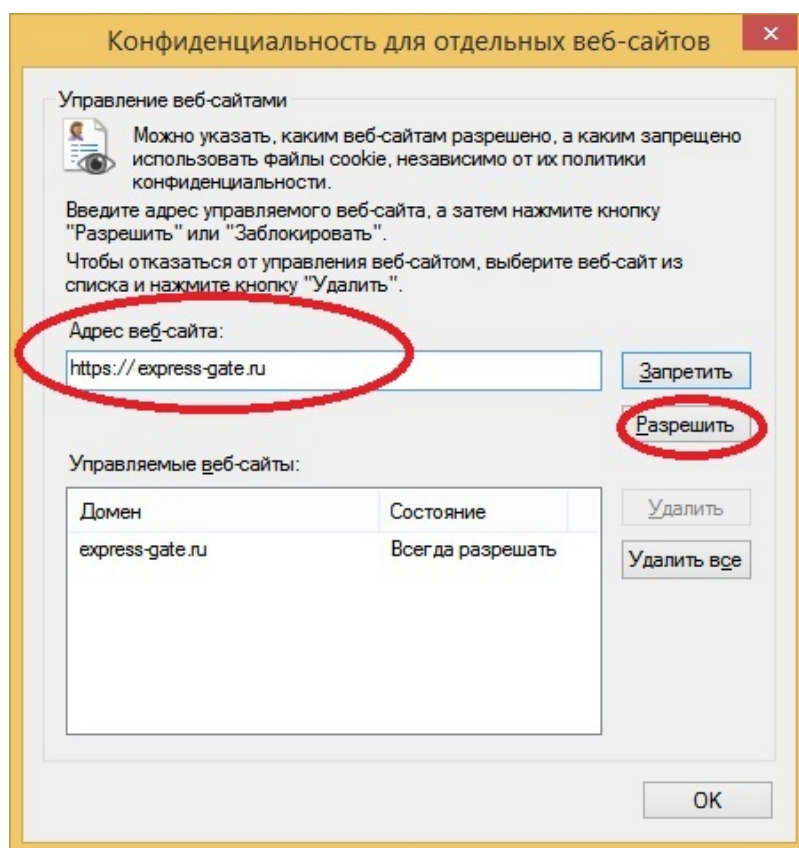 Конфиденциальность для отдельных веб-сайтов
Управление веб-сайтами
Можно указать, каким веб-сайтам разрешено, а каким запрещено
использовать файлы cookie, независимо от их политики
конфиденциальности.
Введите адрес управляемого веб-сайта, а затем нажмите кнопку
"Разрешить" или "Заблокировать".
Чтобы отказаться от управления веб-сайтом, выберите веб-сайт из
списка и нажмите кнопку "Удалить".
Адрес веб-сайта:
https://express-gate.ru
Запретить
Разрешить
Управляемые веб-сайты:
Домен Состояние
Удалить
express-gate.ru Всегда разрешать
Удалить все
OK